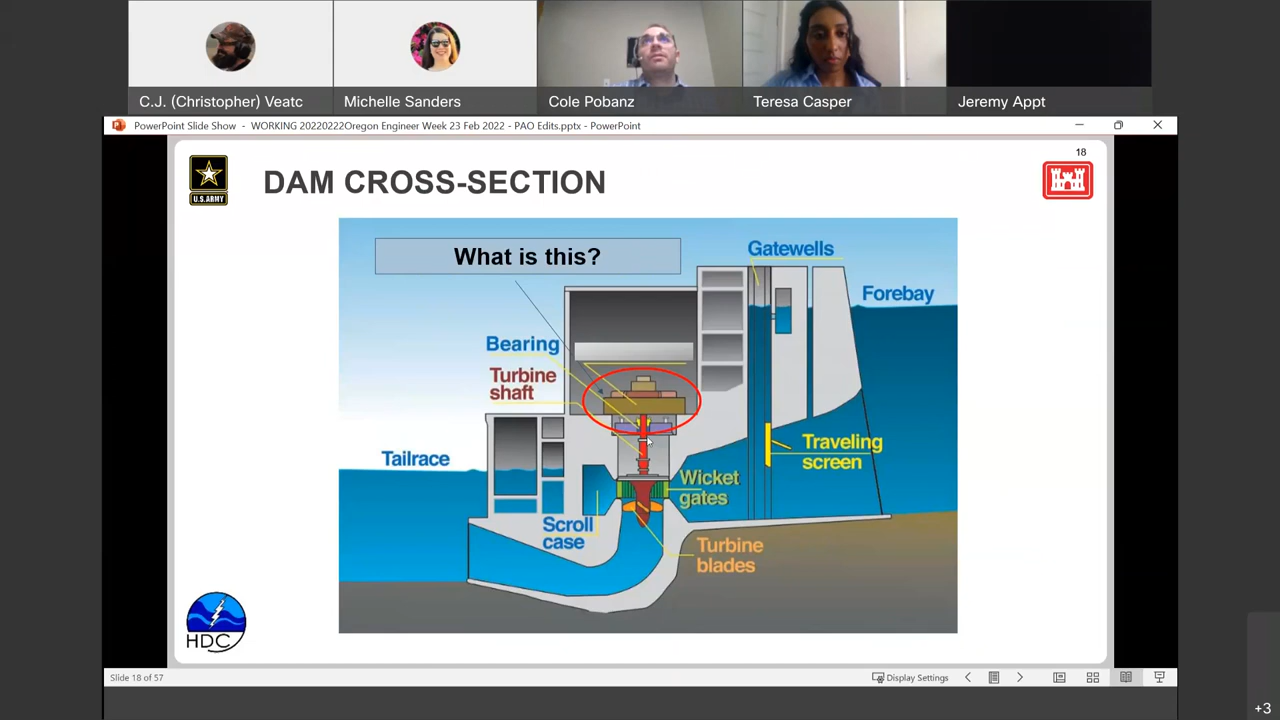 C.J. (Christopher) Veatc
Michelle Sanders
Cole Pobanz
Teresa Casper
Jeremy Appt
PowerPoint Slide Show - WORKING 20220222Oregon Engineer Week 23 Feb 2022 - PAO Edits.pptx - PowerPoint
18
U.S. ARMY
DAM CROSS-SECTION
What is this?
Gatewells
Forebay
Bearing
Turbine
shaft
Tailrace
Traveling
screen
Wicket
gates
Scroll
case
Turbine
blades
HDC
Slide 18 of 57
Display Settings
+3